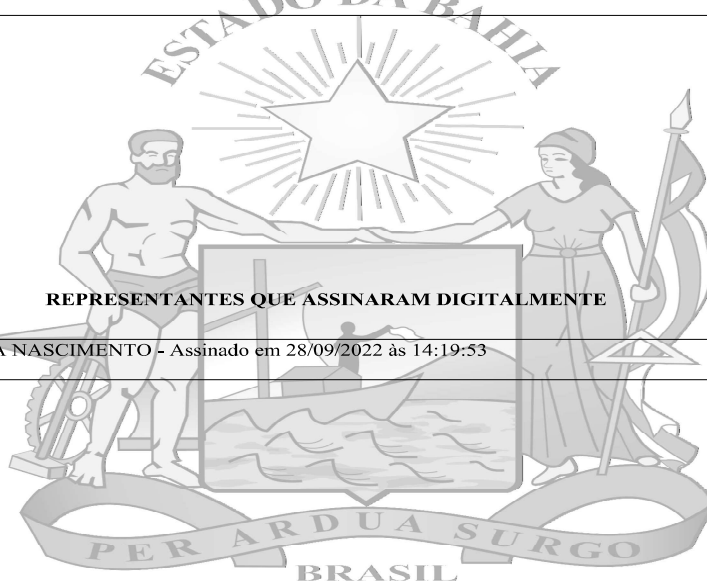 ESTADO DA BAHIA
REPRESENTANTES QUE ASSINARAM DIGITALMENTE
A NASCIMENTO - Assinado em 28/09/2022 às 14:19:53
PER ARDUA SURGO
BRASIL